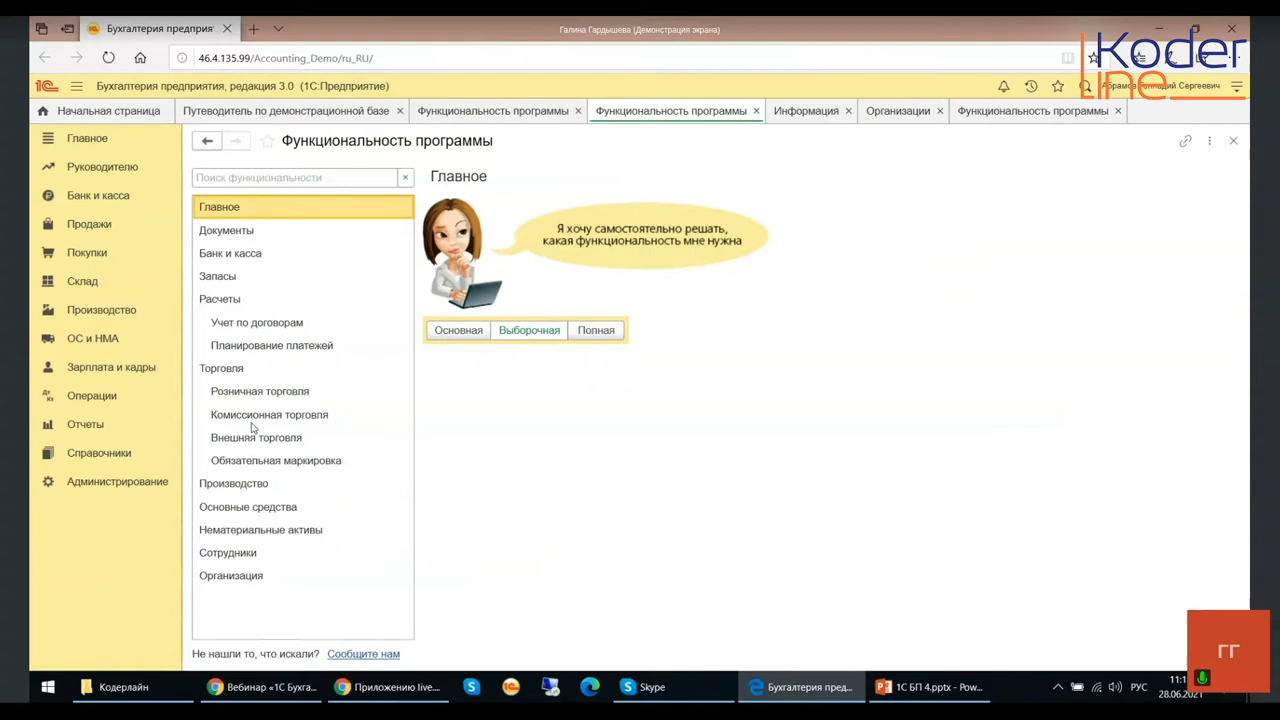 Бухгалтерия предприя
Галина Гардышева (Демонстрация экрана)
46.4.135.99/Accounting_Demo/ru_RU/
Koder
Line
1С
Бухгалтерия предприятия, редакция 3.0 (1С:Предприятие)
Абрамов Геннадий Сергеевич
Начальная страница
Путеводитель по демонстрационной базе
Функциональность программы
Функциональность программы
Информация
Организации
Функциональность программы
Главное
Руководителю
Банк и касса
Продажи
Покупки
Склад
Производство
ОС и НМА
Зарплата и кадры
Операции
Отчеты
Справочники
Администрирование
Функциональность программы
Поиск функциональности
Главное
Документы
Банк и касса
Запасы
Расчеты
Учет по договорам
Планирование платежей
Торговля
Розничная торговля
Комиссионная торговля
Внешняя торговля
Обязательная маркировка
Производство
Основные средства
Нематериальные активы
Сотрудники
Организация
Не нашли то, что искали? Сообщите нам
Главное
Я хочу самостоятельно решать,
какая функциональность мне нужна
Основная
Выборочная
Полная
ГГ
Кодерлайн
Вебинар «1С Бухга...
Приложению live....
Skype
Бухгалтерия пред...
1С БП 4.pptx - Pow...
РУС
28.06.2021